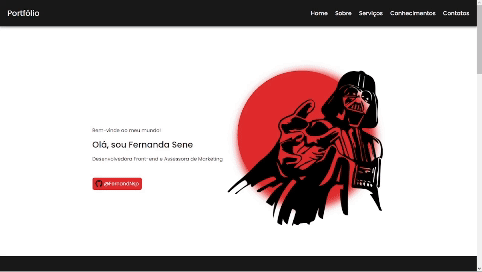 Portfólio
Home Sobre Serviços Conhecimentos Contatos
Bem-vindo ao meu mundo!
Olá, sou Fernanda Sene
Desenvolvedora Front-end e Assessora de Marketing